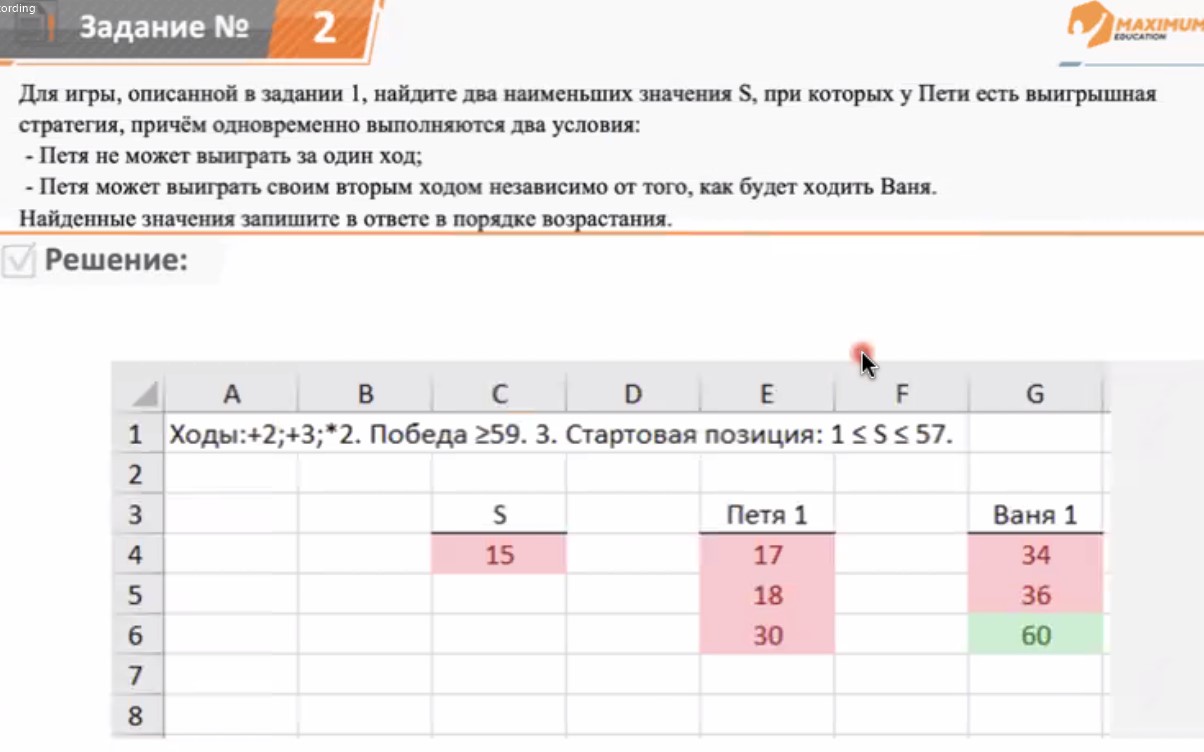 ording
Задание № 2
MAXIMUM
EDUCATION
Для игры, описанной в задании 1, найдите два наименьших значения S, при которых у Пети есть выигрышная
стратегия, причём одновременно выполняются два условия:
- Петя не может выиграть за один ход;
- Петя может выиграть своим вторым ходом независимо от того, как будет ходить Ваня.
Найденные значения запишите в ответе в порядке возрастания.
Решение:
A B C D E F G
1 Ходы:+2;+3;*2. Победа ≥59. 3. Стартовая позиция: 1 ≤ S ≤ 57.
2
3 S Петя 1 Ваня 1
4 15 17 34
5 18 36
6 30 60
7
8